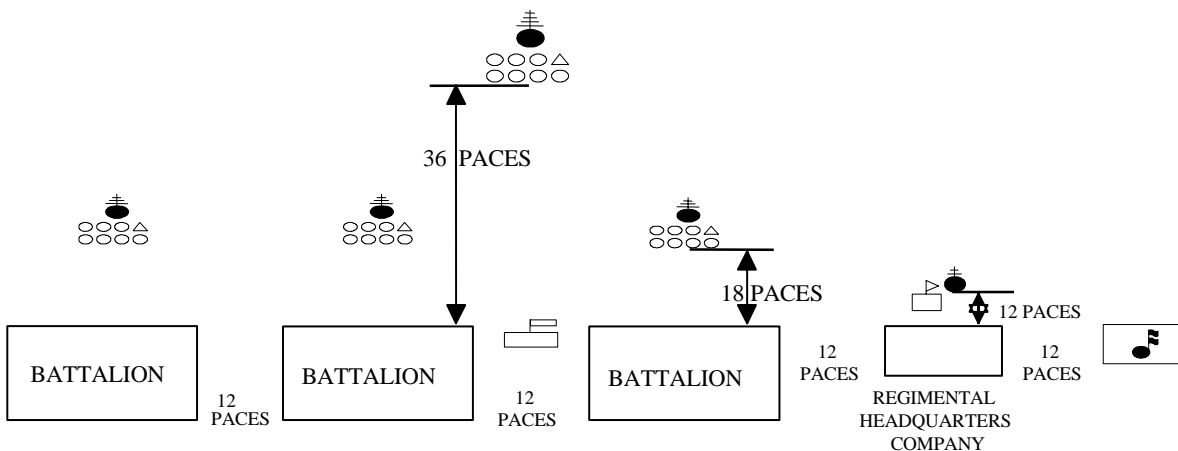 36 PACES
18 PACES
12 PACES
BATTALION
12
PACES
BATTALION
12
PACES
BATTALION
12
PACES
REGIMENTAL
HEADQUARTERS
COMPANY
12
PACES